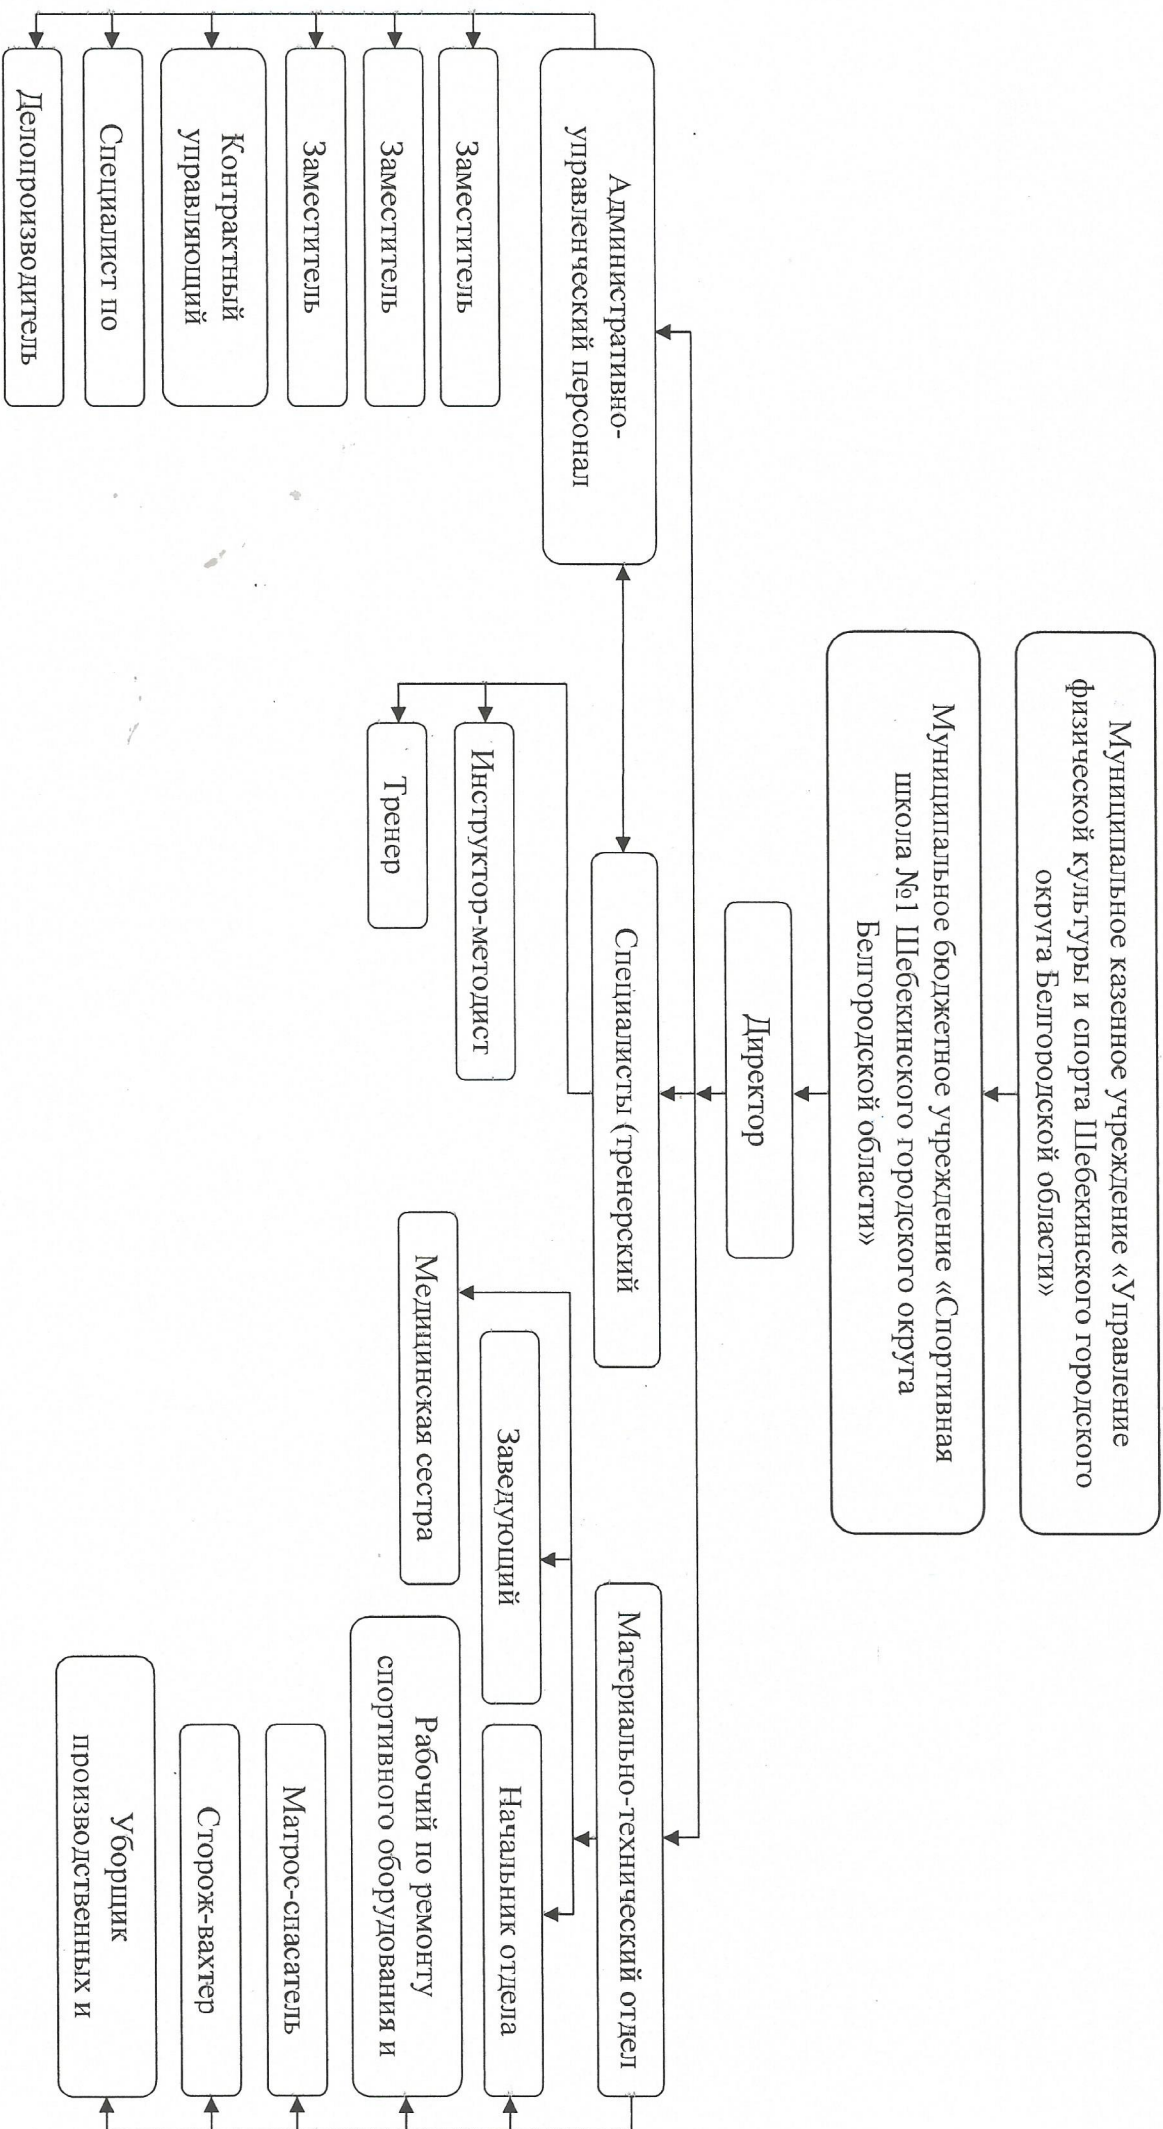 Муниципальное казенное учреждение «Управление
физической культуры и спорта Шебекинского городского
округа Белгородской области»
Муниципальное бюджетное учреждение «Спортивная
школа №1 Шебекинского городского округа
Белгородской области»
Директор
Административно-
управленческий персонал
Специалисты (тренерский
Материально-технический отдел
Заместитель
Заместитель
Заместитель
Контрактный
управляющий
Специалист по
Делопроизводитель
Инструктор-методист
Тренер
Медицинская сестра
Заведующий
Начальник отдела
Рабочий по ремонту
спортивного оборудования и
Матрос-спасатель
Сторож-вахтер
Уборщик
производственных и